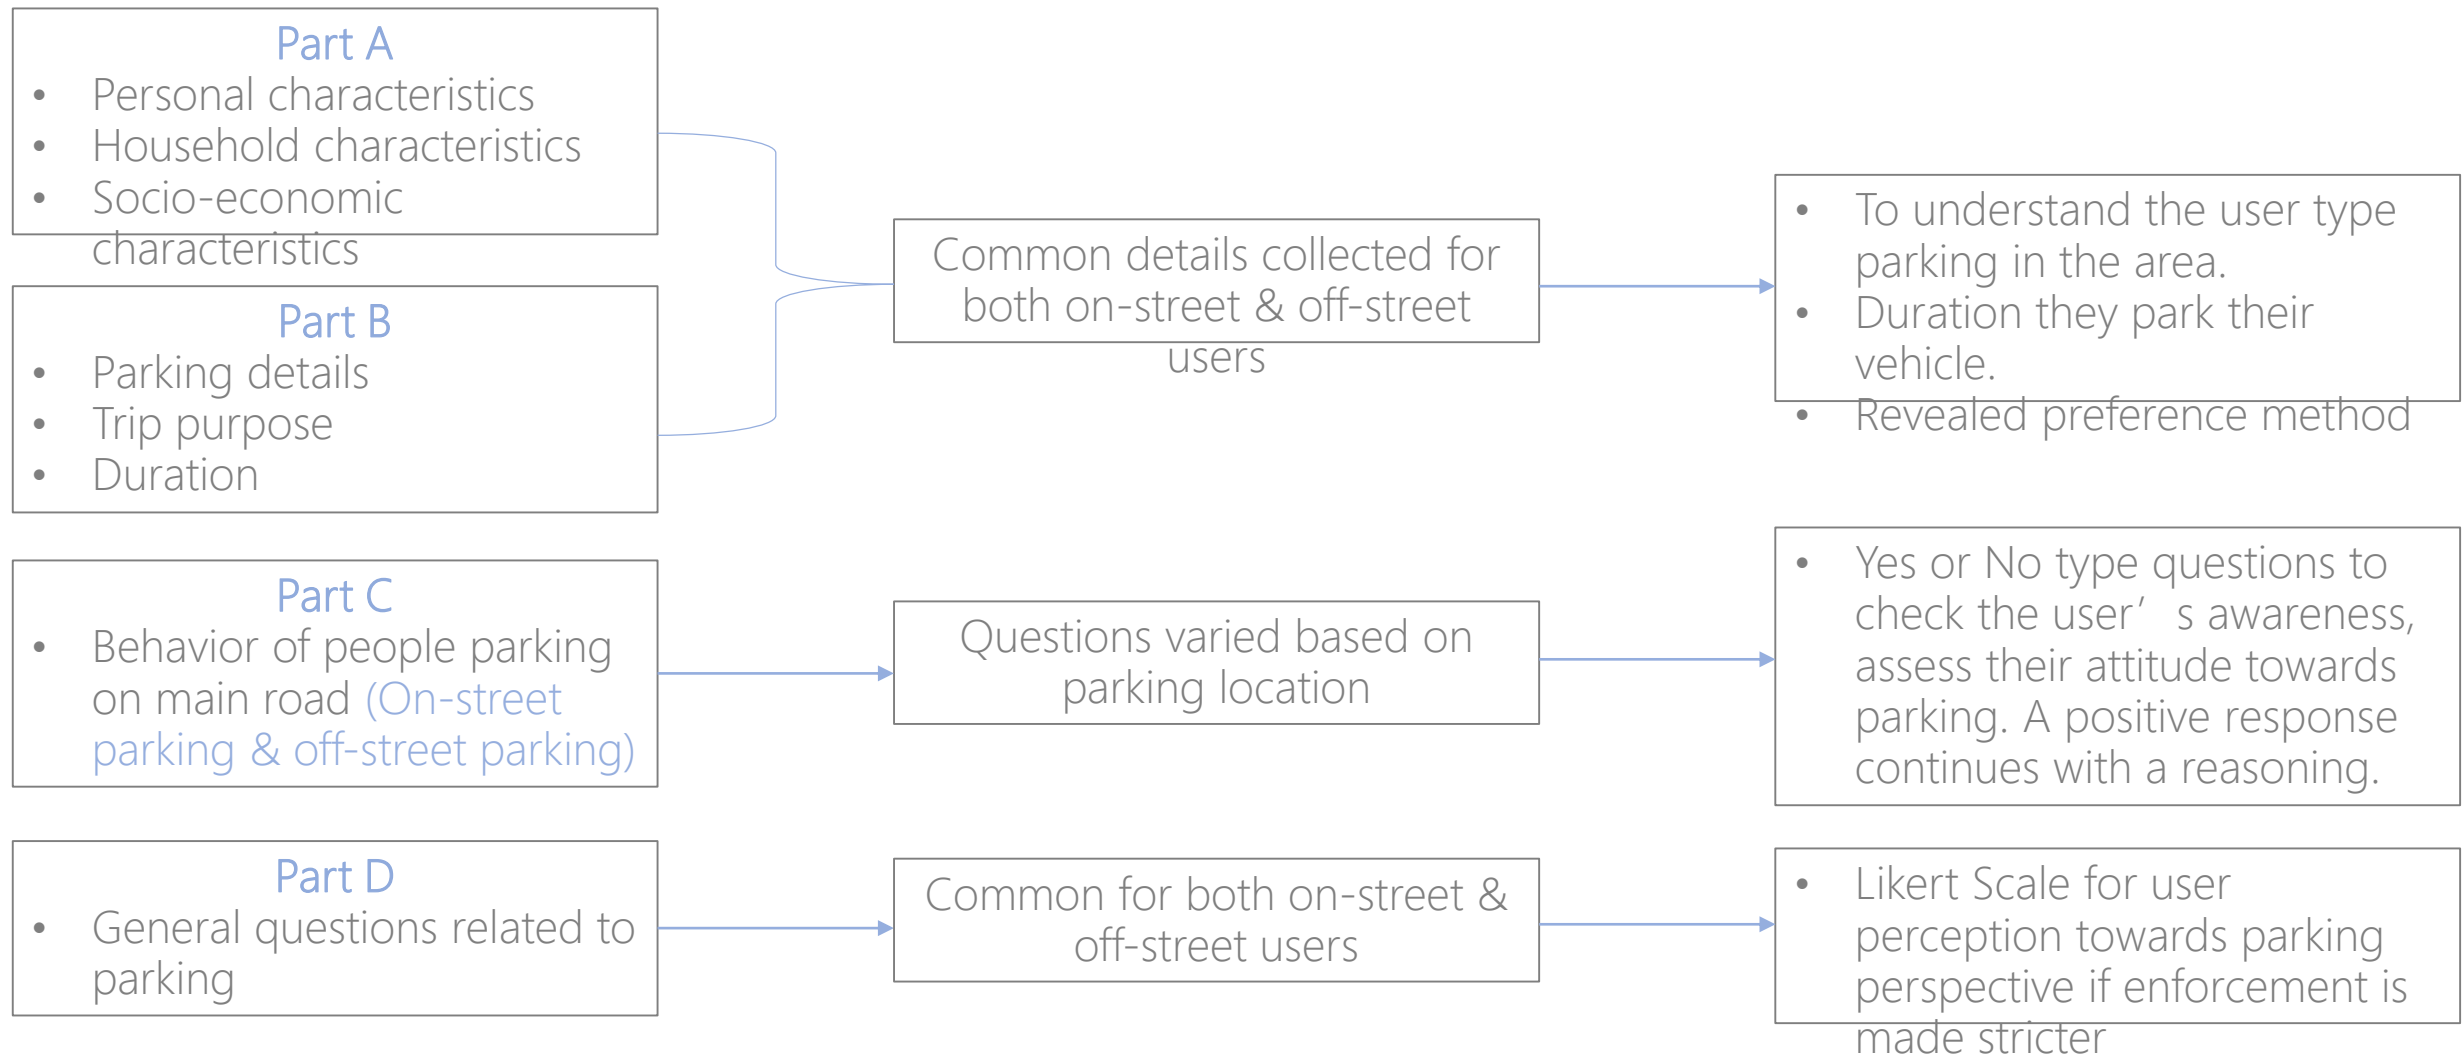 Part A
• Personal characteristics
• Household characteristics
• Socio-economic
characteristics
Part B
• Parking details
• Trip purpose
• Duration
Common details collected for
both on-street & off-street
users
• To understand the user type
parking in the area.
• Duration they park their
vehicle.
• Revealed preference method
Part C
• Behavior of people parking
on main road (On-street
parking & off-street parking)
Questions varied based on
parking location
• Yes or No type questions to
check the user’s awareness,
assess their attitude towards
parking. A positive response
continues with a reasoning.
Part D
• General questions related to
parking
Common for both on-street &
off-street users
• Likert Scale for user
perception towards parking
perspective if enforcement is
made stricter